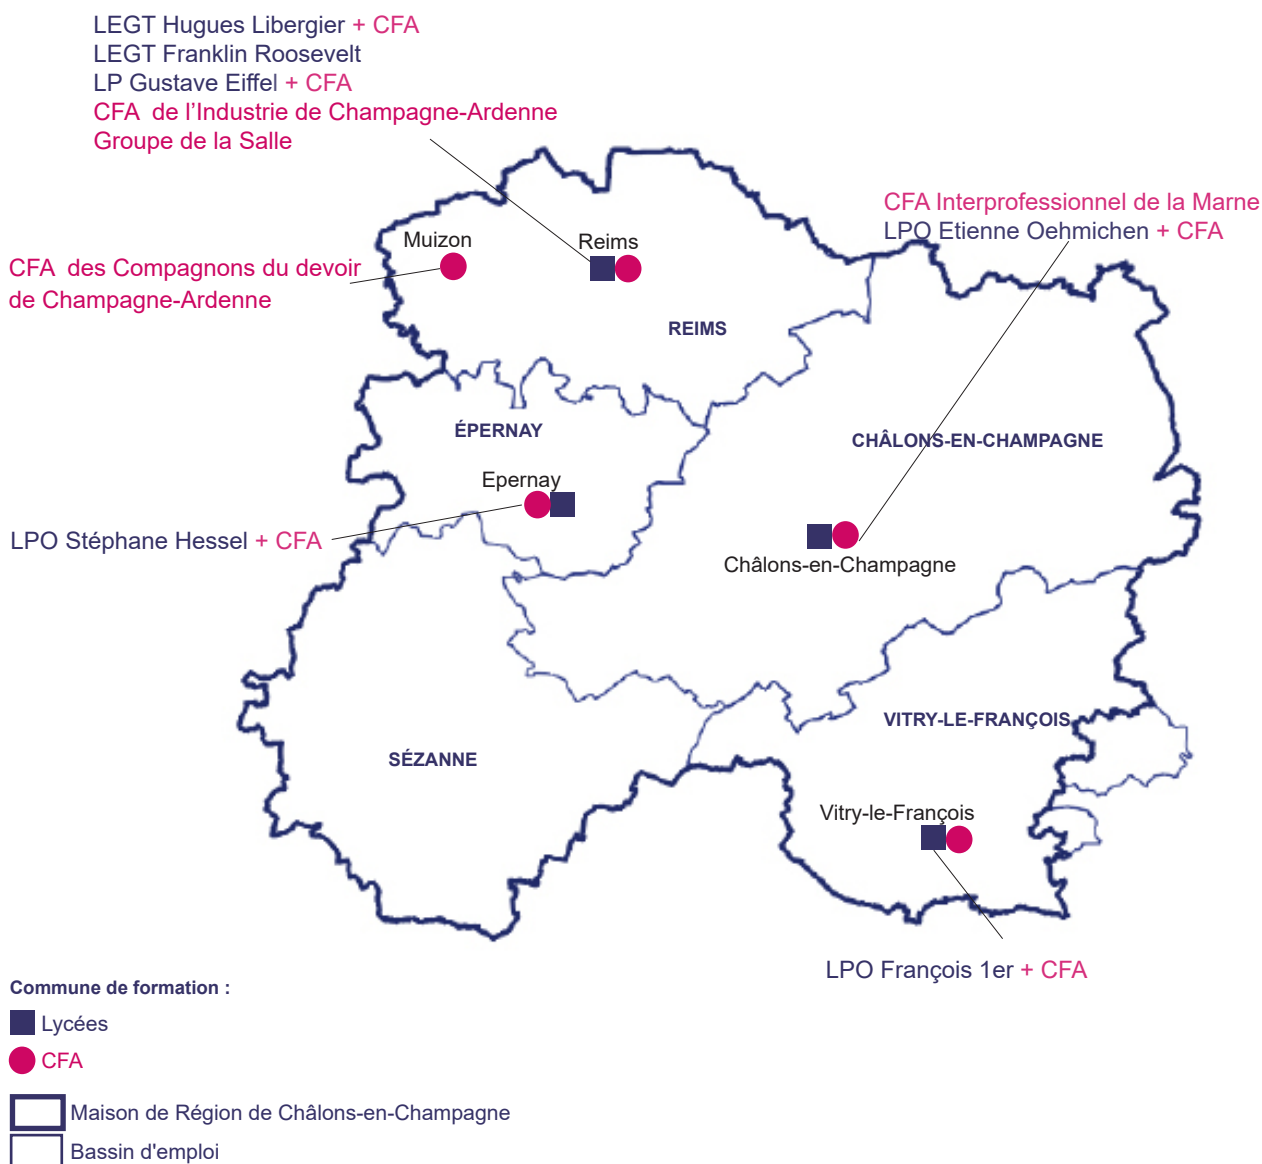 LEGT Hugues Libergier + CFA
LEGT Franklin Roosevelt
LP Gustave Eiffel + CFA
CFA  de l'Industrie de Champagne-Ardenne
Groupe de la Salle
CFA Interprofessionnel de la Marne
LPO Etienne Oehmichen + CFA
Muizon
Reims
CFA  des Compagnons du devoir
de Champagne-Ardenne
REIMS
ÉPERNAY
CHÂLONS-EN-CHAMPAGNE
Epernay
LPO Stéphane Hessel + CFA
Châlons-en-Champagne
VITRY-LE-FRANÇOIS
SÉZANNE
Vitry-le-François
LPO François 1er + CFA
Commune de formation :
Lycées
CFA
Maison de Région de Châlons-en-Champagne
Bassin d'emploi